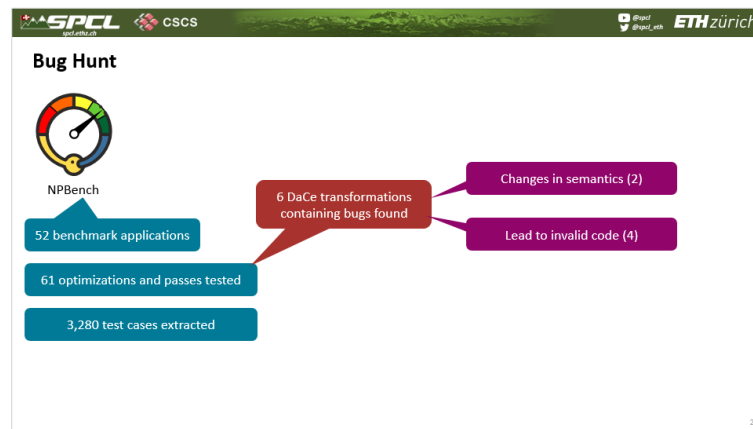 SPCL
spcl.ethz.ch
CSCS
@spcl
@spcl_eth
ETH zürich
Bug Hunt
NPBench
52 benchmark applications
61 optimizations and passes tested
3,280 test cases extracted
6 DaCe transformations
containing bugs found
Changes in semantics (2)
Lead to invalid code (4)